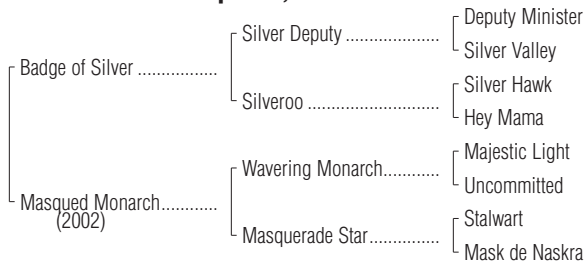 Deputy Minister
Silver Deputy ....................
Silver Valley
Badge of Silver .................
Silver Hawk
Silveroo ............................
Hey Mama
Majestic Light
Wavering Monarch............
Uncommitted
Masqued Monarch............
(2002)
Stalwart
Masquerade Star...............
Mask de Naskra